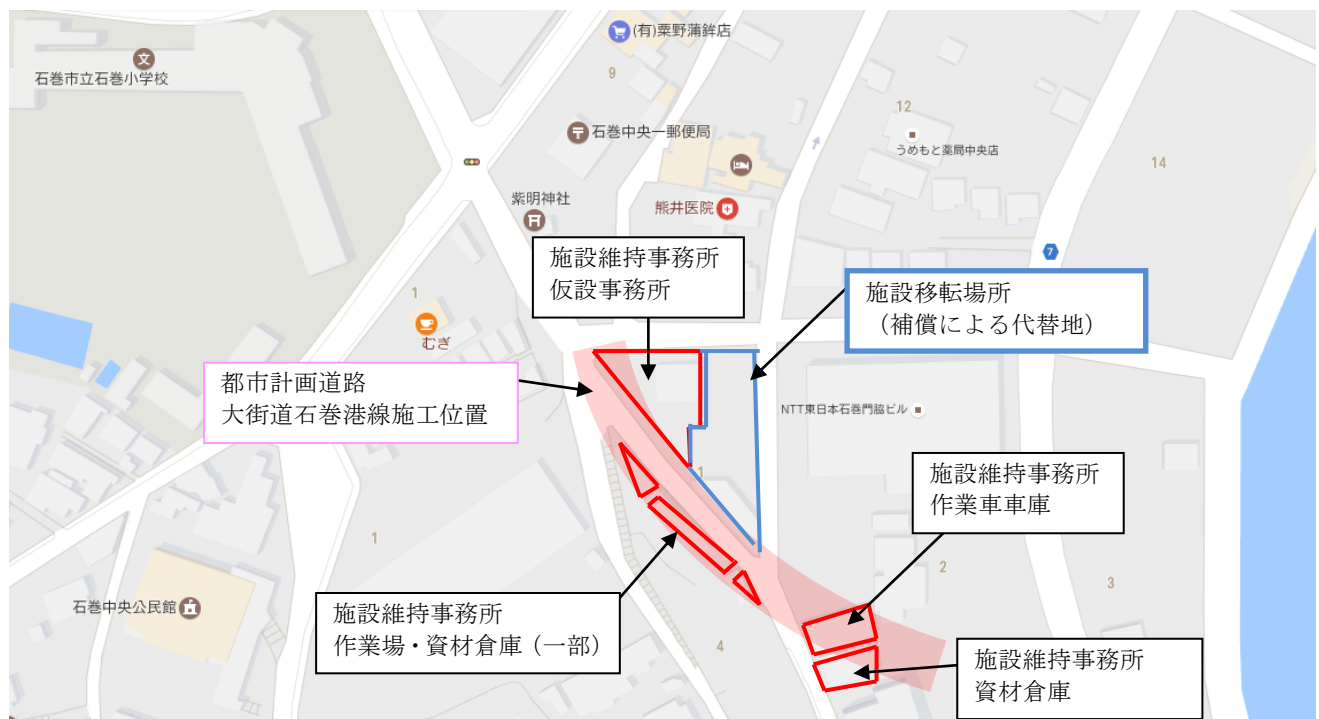 (有)粟野蒲鉾店
文
石巻市立石巻小学校
9
12
〒
石巻中央一郵便局
うめもと薬局中央店
14
紫明神社
熊井医院
7
施設維持事務所
仮設事務所
施設移転場所
（補償による代替地）
1
むぎ
都市計画道路
大街道石巻港線施工位置
NTT東日本石巻門脇ビル
1
施設維持事務所
作業車車庫
1
2
3
石巻中央公民館
施設維持事務所
作業場・資材倉庫（一部）
4
施設維持事務所
資材倉庫